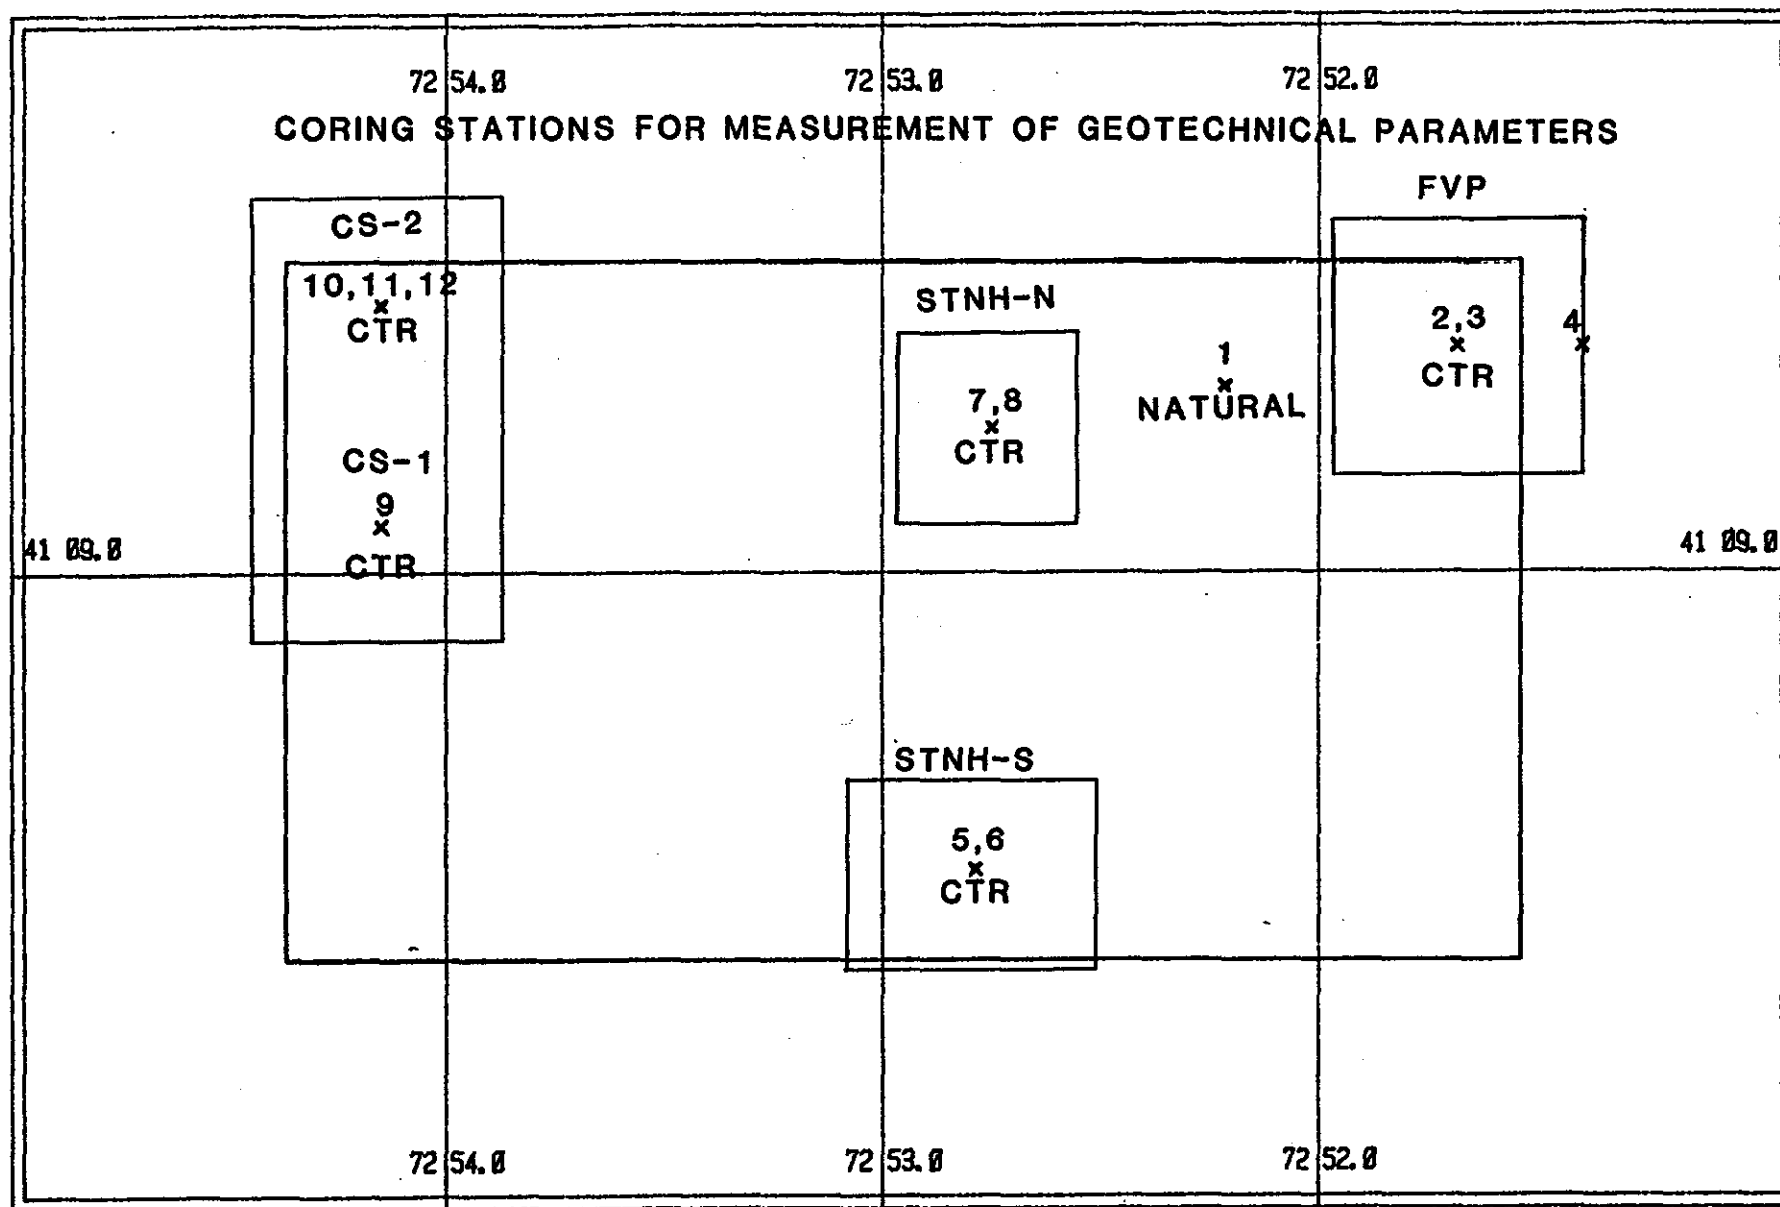 72 54.0 72 53.0 72 52.0
CORING STATIONS FOR MEASUREMENT OF GEOTECHNICAL PARAMETERS
FVP
CS-2
10,11,12
CTR
STNH-N
2,3
CTR
4
1
NATURAL
7,8
CTR
CS-1
9
CTR
41 09.0 41 09.0
STNH-S
5,6
CTR
72 54.0 72 53.0 72 52.0